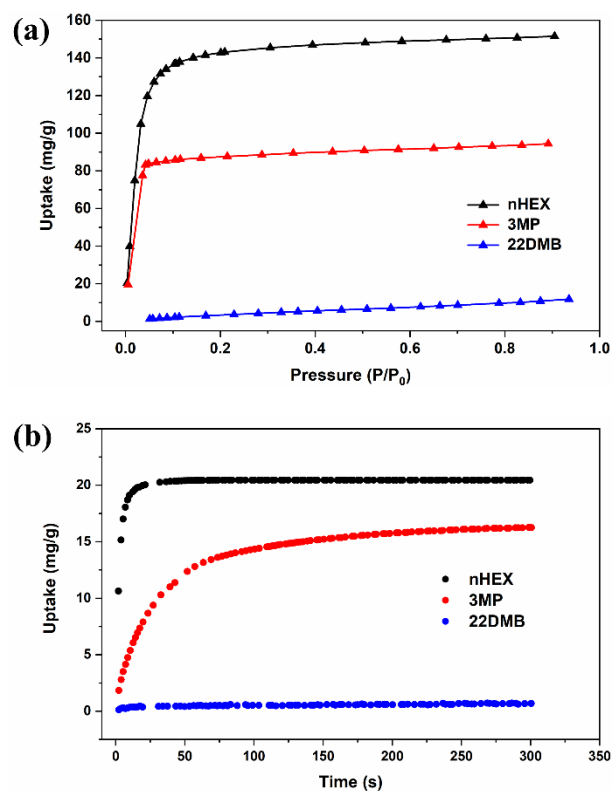 (a)
160
140
120
100
80
60
40
20
0
Uptake (mg/g)
nHEX
3MP
22DMB
0.0 0.2 0.4 0.6 0.8 1.0
Pressure (P/P0)
(b)
25
20
15
10
5
0
Uptake (mg/g)
nHEX
3MP
22DMB
0 50 100 150 200 250 300 350
Time (s)